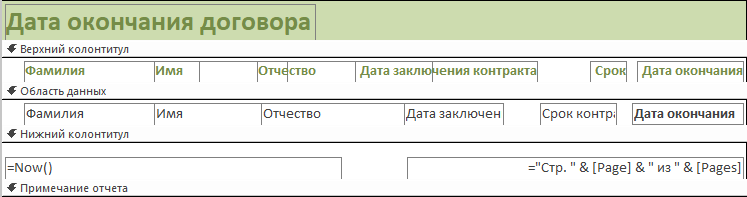 Дата окончания договора
Верхний колонтитул
Фамилия Имя Отчество Дата заключения контракта Срок Дата окончания
Область данных
Фамилия Имя Отчество Дата заключен Срок контра Дата окончания
Нижний колонтитул
=Now() ="Стр. " & [Page] & " из " & [Pages]
Примечание отчета